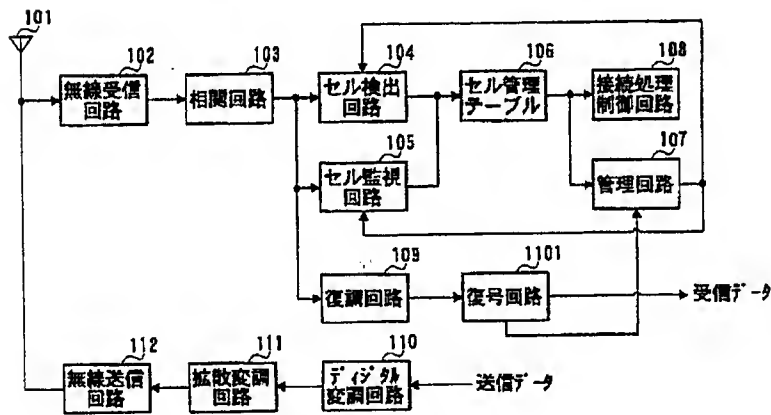 101
102
無線受信
回路
103
相関回路
104
セル検出
回路
106
セル管理
テーブル
108
接続処理
制御回路
105
セル監視
回路
107
管理回路
109
復調回路
1101
復号回路
受信データ
112
無線送信
回路
111
拡散変調
回路
110
ディジタル
変調回路
送信データ